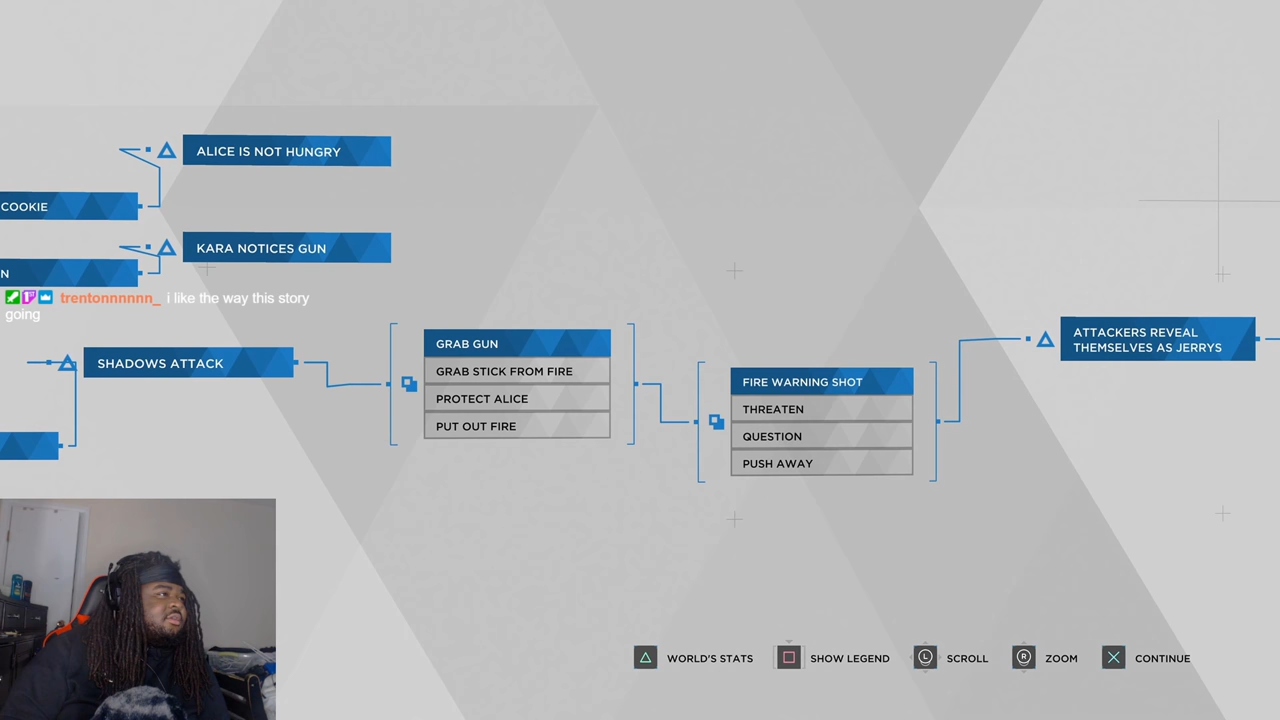 ALICE IS NOT HUNGRY
COOKIE
KARA NOTICES GUN
N
trentonnnnnn_ i like the way this story
going
SHADOWS ATTACK
GRAB GUN
GRAB STICK FROM FIRE
PROTECT ALICE
PUT OUT FIRE
FIRE WARNING SHOT
THREATEN
QUESTION
PUSH AWAY
ATTACKERS REVEAL
THEMSELVES AS JERRYS
WORLD'S STATS
SHOW LEGEND
L
SCROLL
R
ZOOM
CONTINUE